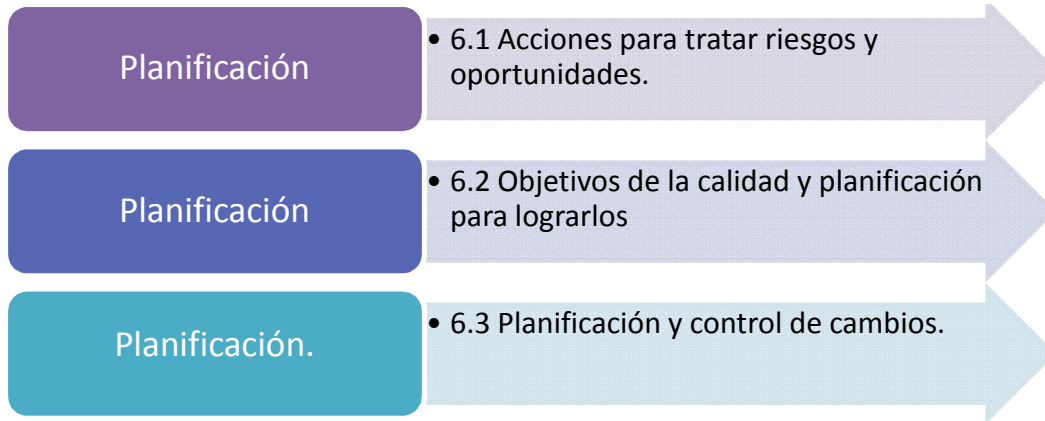 Planificación
• 6.1 Acciones para tratar riesgos y
oportunidades.
Planificación
• 6.2 Objetivos de la calidad y planificación
para lograrlos
Planificación.
• 6.3 Planificación y control de cambios.